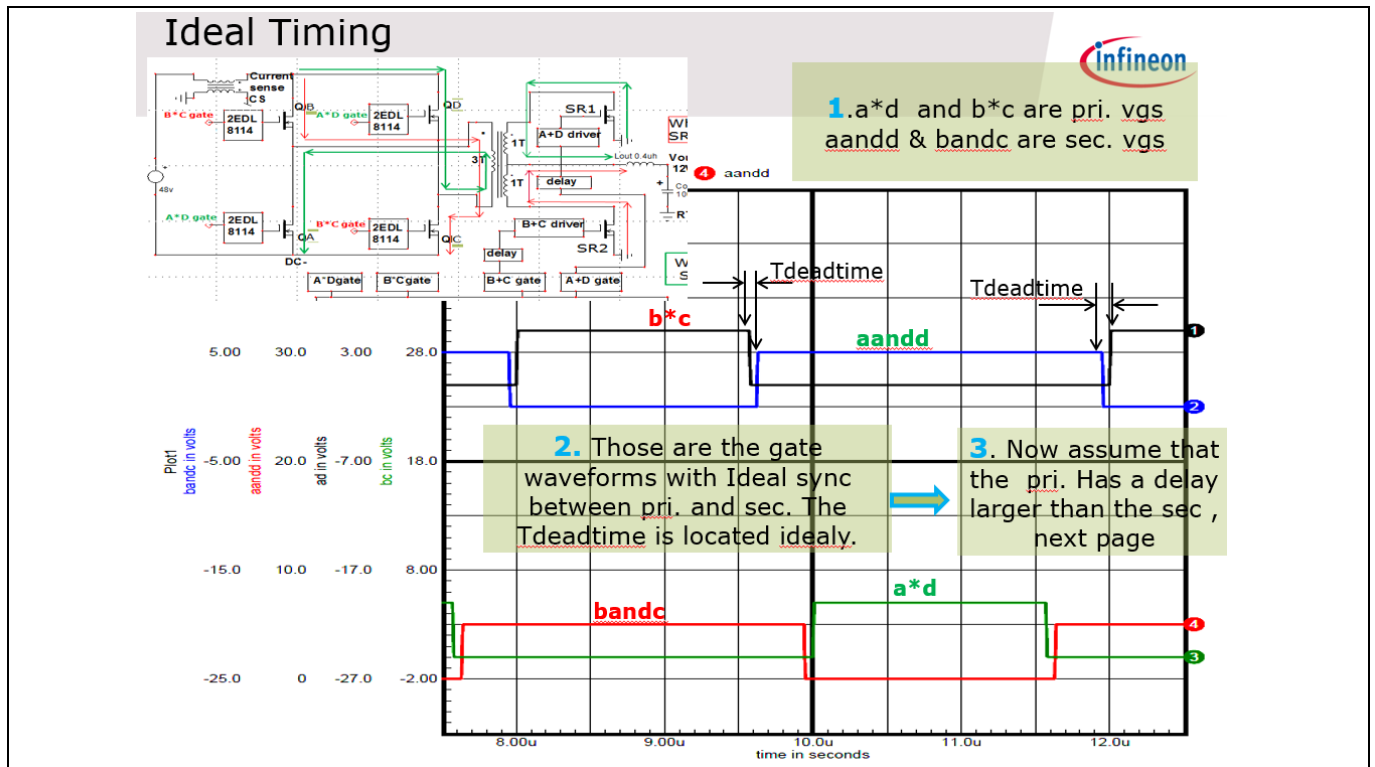 Ideal Timing
infineon
1.a*d and b*c are pri. vgs
aandd & bandc are sec. vgs
Current
sense
CS
B*C gate
2EDL
8114
QB
A*D gate
2EDL
8114
QD
SR1
A+D driver
3T
1T
Lout 0.4uh
48v
1T
delay
A*D gate
2EDL
8114
QA
B*C gate
2EDL
8114
QC
B+C driver
SR2
DC-
delay
A*Dgate
B*Cgate
B+C gate
A+D gate
4 aandd
Tdeadtime
Tdeadtime
b*c
aandd
1
2
5.00 30.0 3.00 28.0
-5.00 20.0 -7.00 18.0
-15.0 10.0 -17.0 8.00
-25.0 0 -27.0 -2.00
Plot1
bandc in volts
aandd in volts
ad in volts
bc in volts
2. Those are the gate
waveforms with Ideal sync
between pri. and sec. The
Tdeadtime is located idealy.
3. Now assume that
the pri. Has a delay
larger than the sec ,
next page
bandc
a*d
4
3
8.00u 9.00u 10.0u 11.0u 12.0u
time in seconds